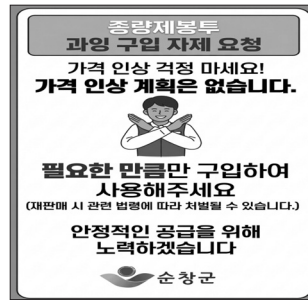 종량제봉투
과잉 구입 자제 요청
가격 인상 걱정 마세요!
가격 인상 계획은 없습니다.
필요한 만큼만 구입하여
사용해주세요
(재판매 시 관련 법령에 따라 처벌될 수 있습니다.)
안정적인 공급을 위해
노력하겠습니다
순창군